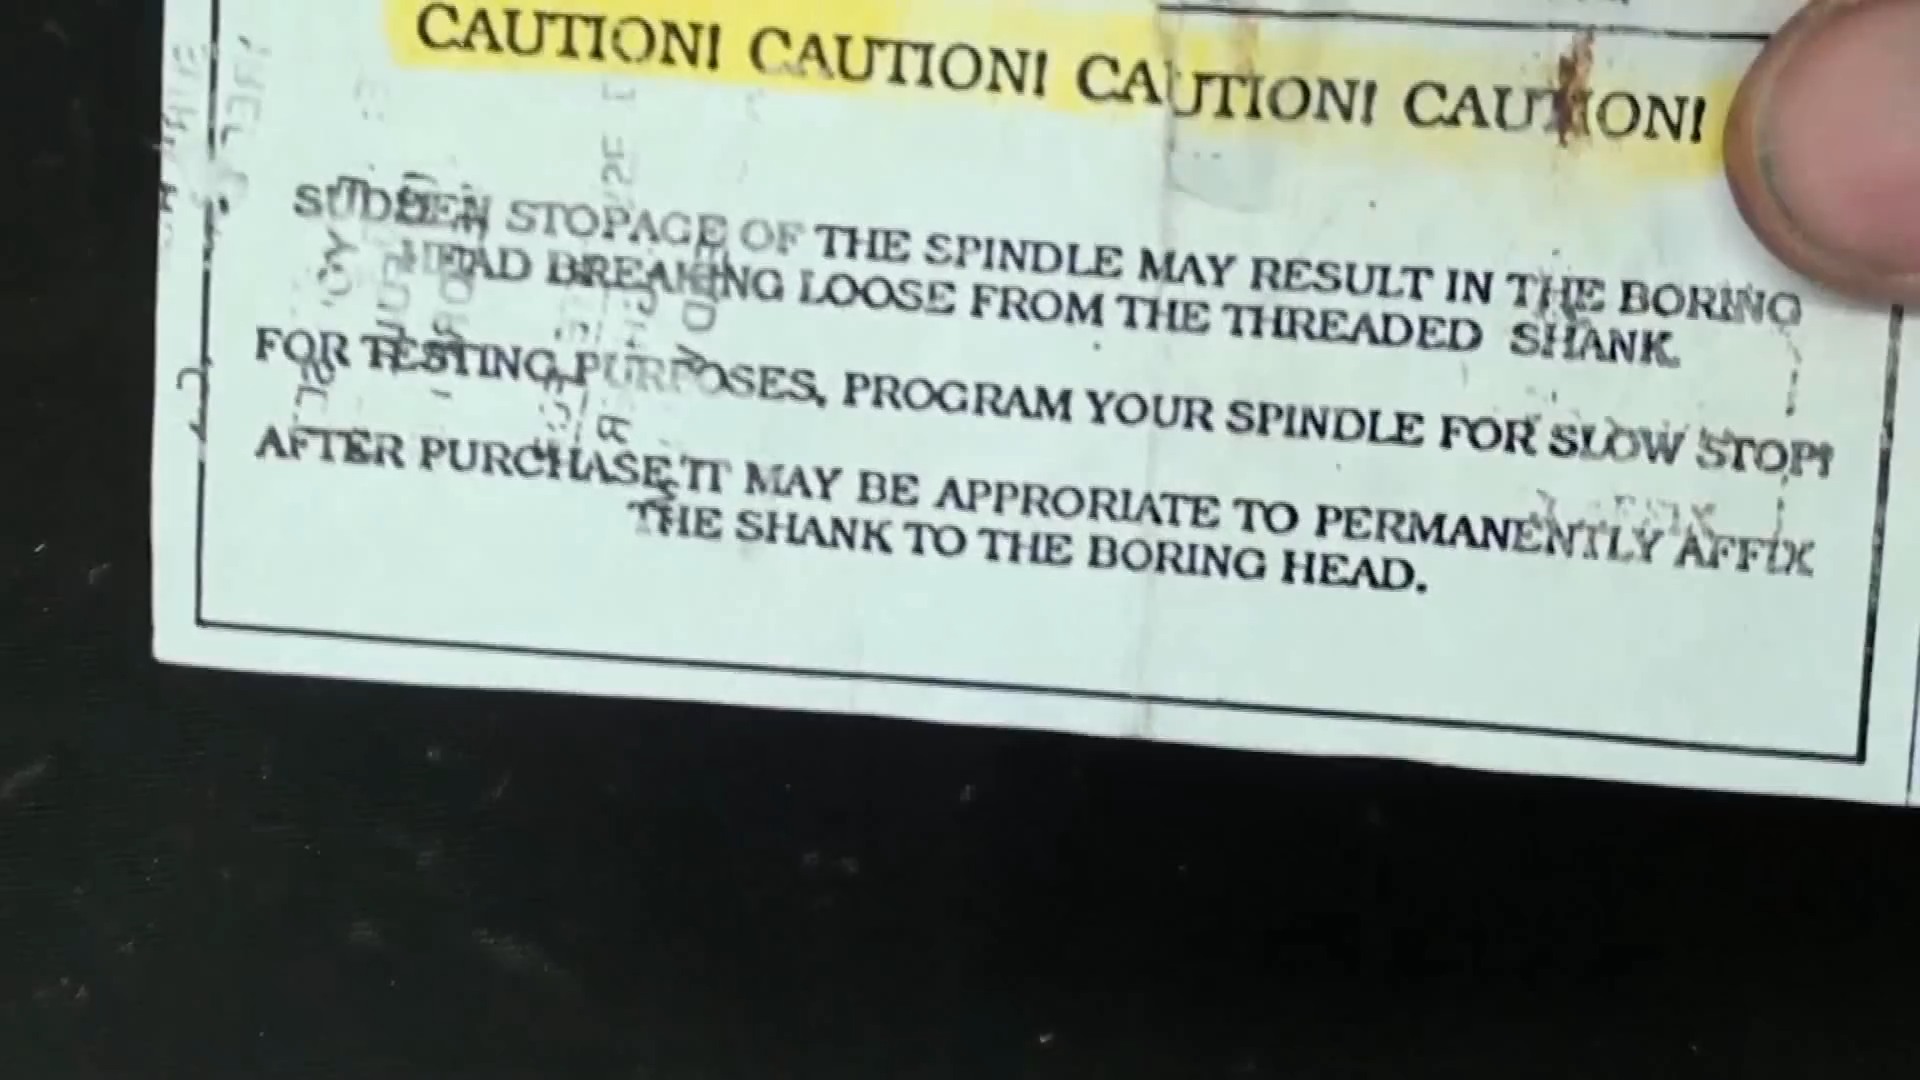 CAUTION! CAUTION! CAUTION! CAUTION!
SUDDEN STOPAGE OF THE SPINDLE MAY RESULT IN THE BORING
HEAD BREAKING LOOSE FROM THE THREADED SHANK.
FOR TESTING PURPOSES, PROGRAM YOUR SPINDLE FOR SLOW STOP!
AFTER PURCHASE IT MAY BE APPRORIATE TO PERMANENTLY AFFIX
THE SHANK TO THE BORING HEAD.